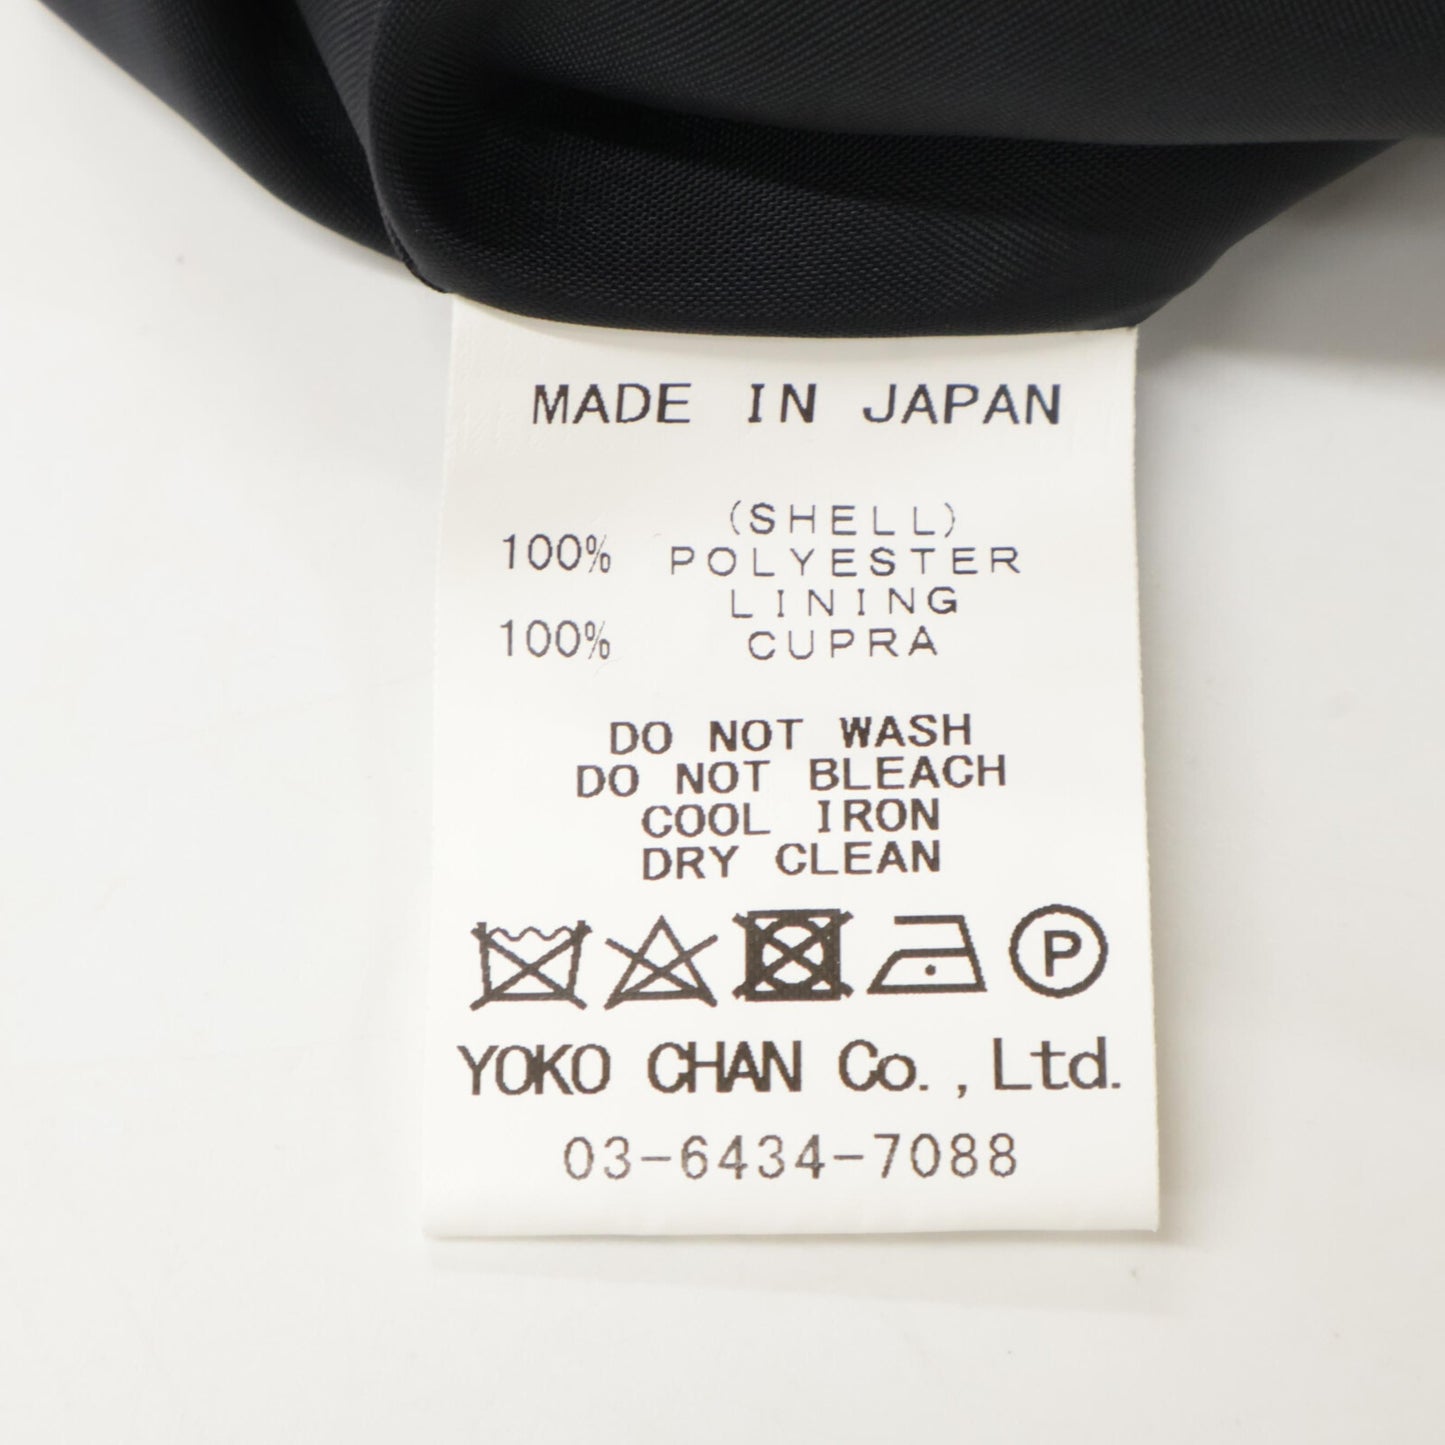 MADE IN JAPAN
(SHELL)
100% POLYESTER
LINING
100% CUPRA
DO NOT WASH
DO NOT BLEACH
COOL IRON
DRY CLEAN
P
YOKO CHAN Co., Ltd.
03-6434-7088